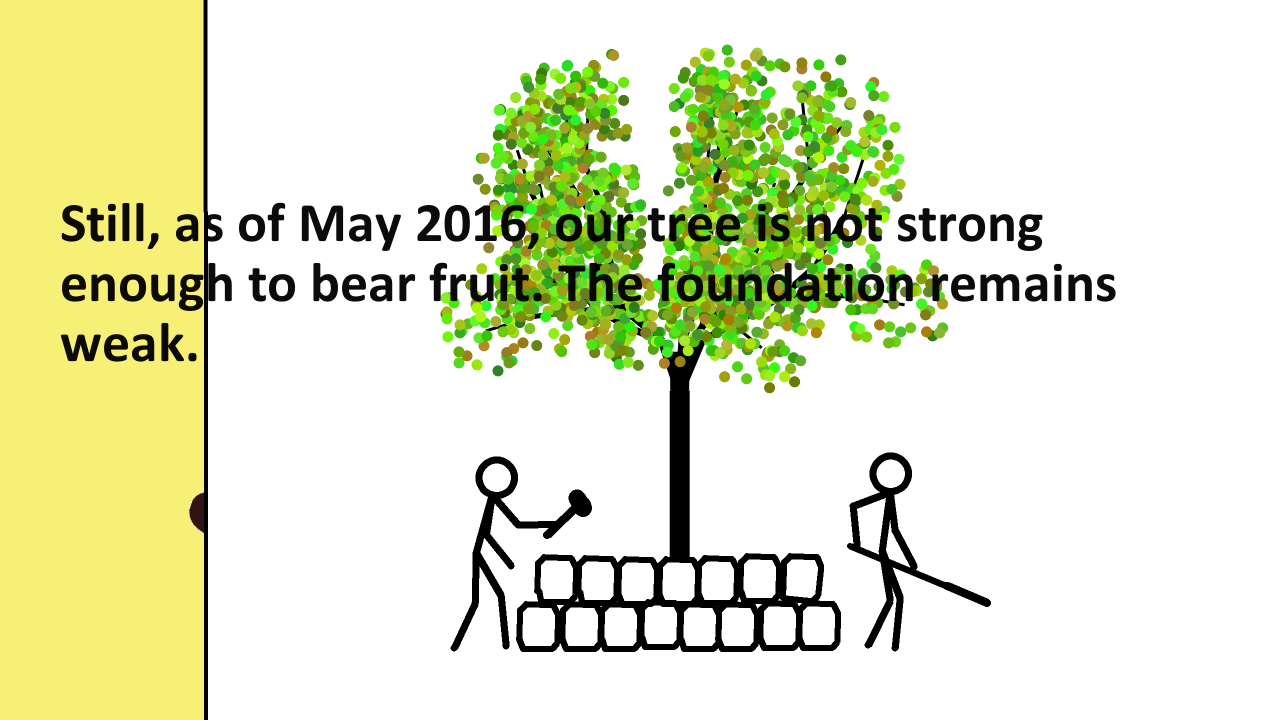 Still, as of May 2016, our tree is not strong
enough to bear fruit. The foundation remains
weak.